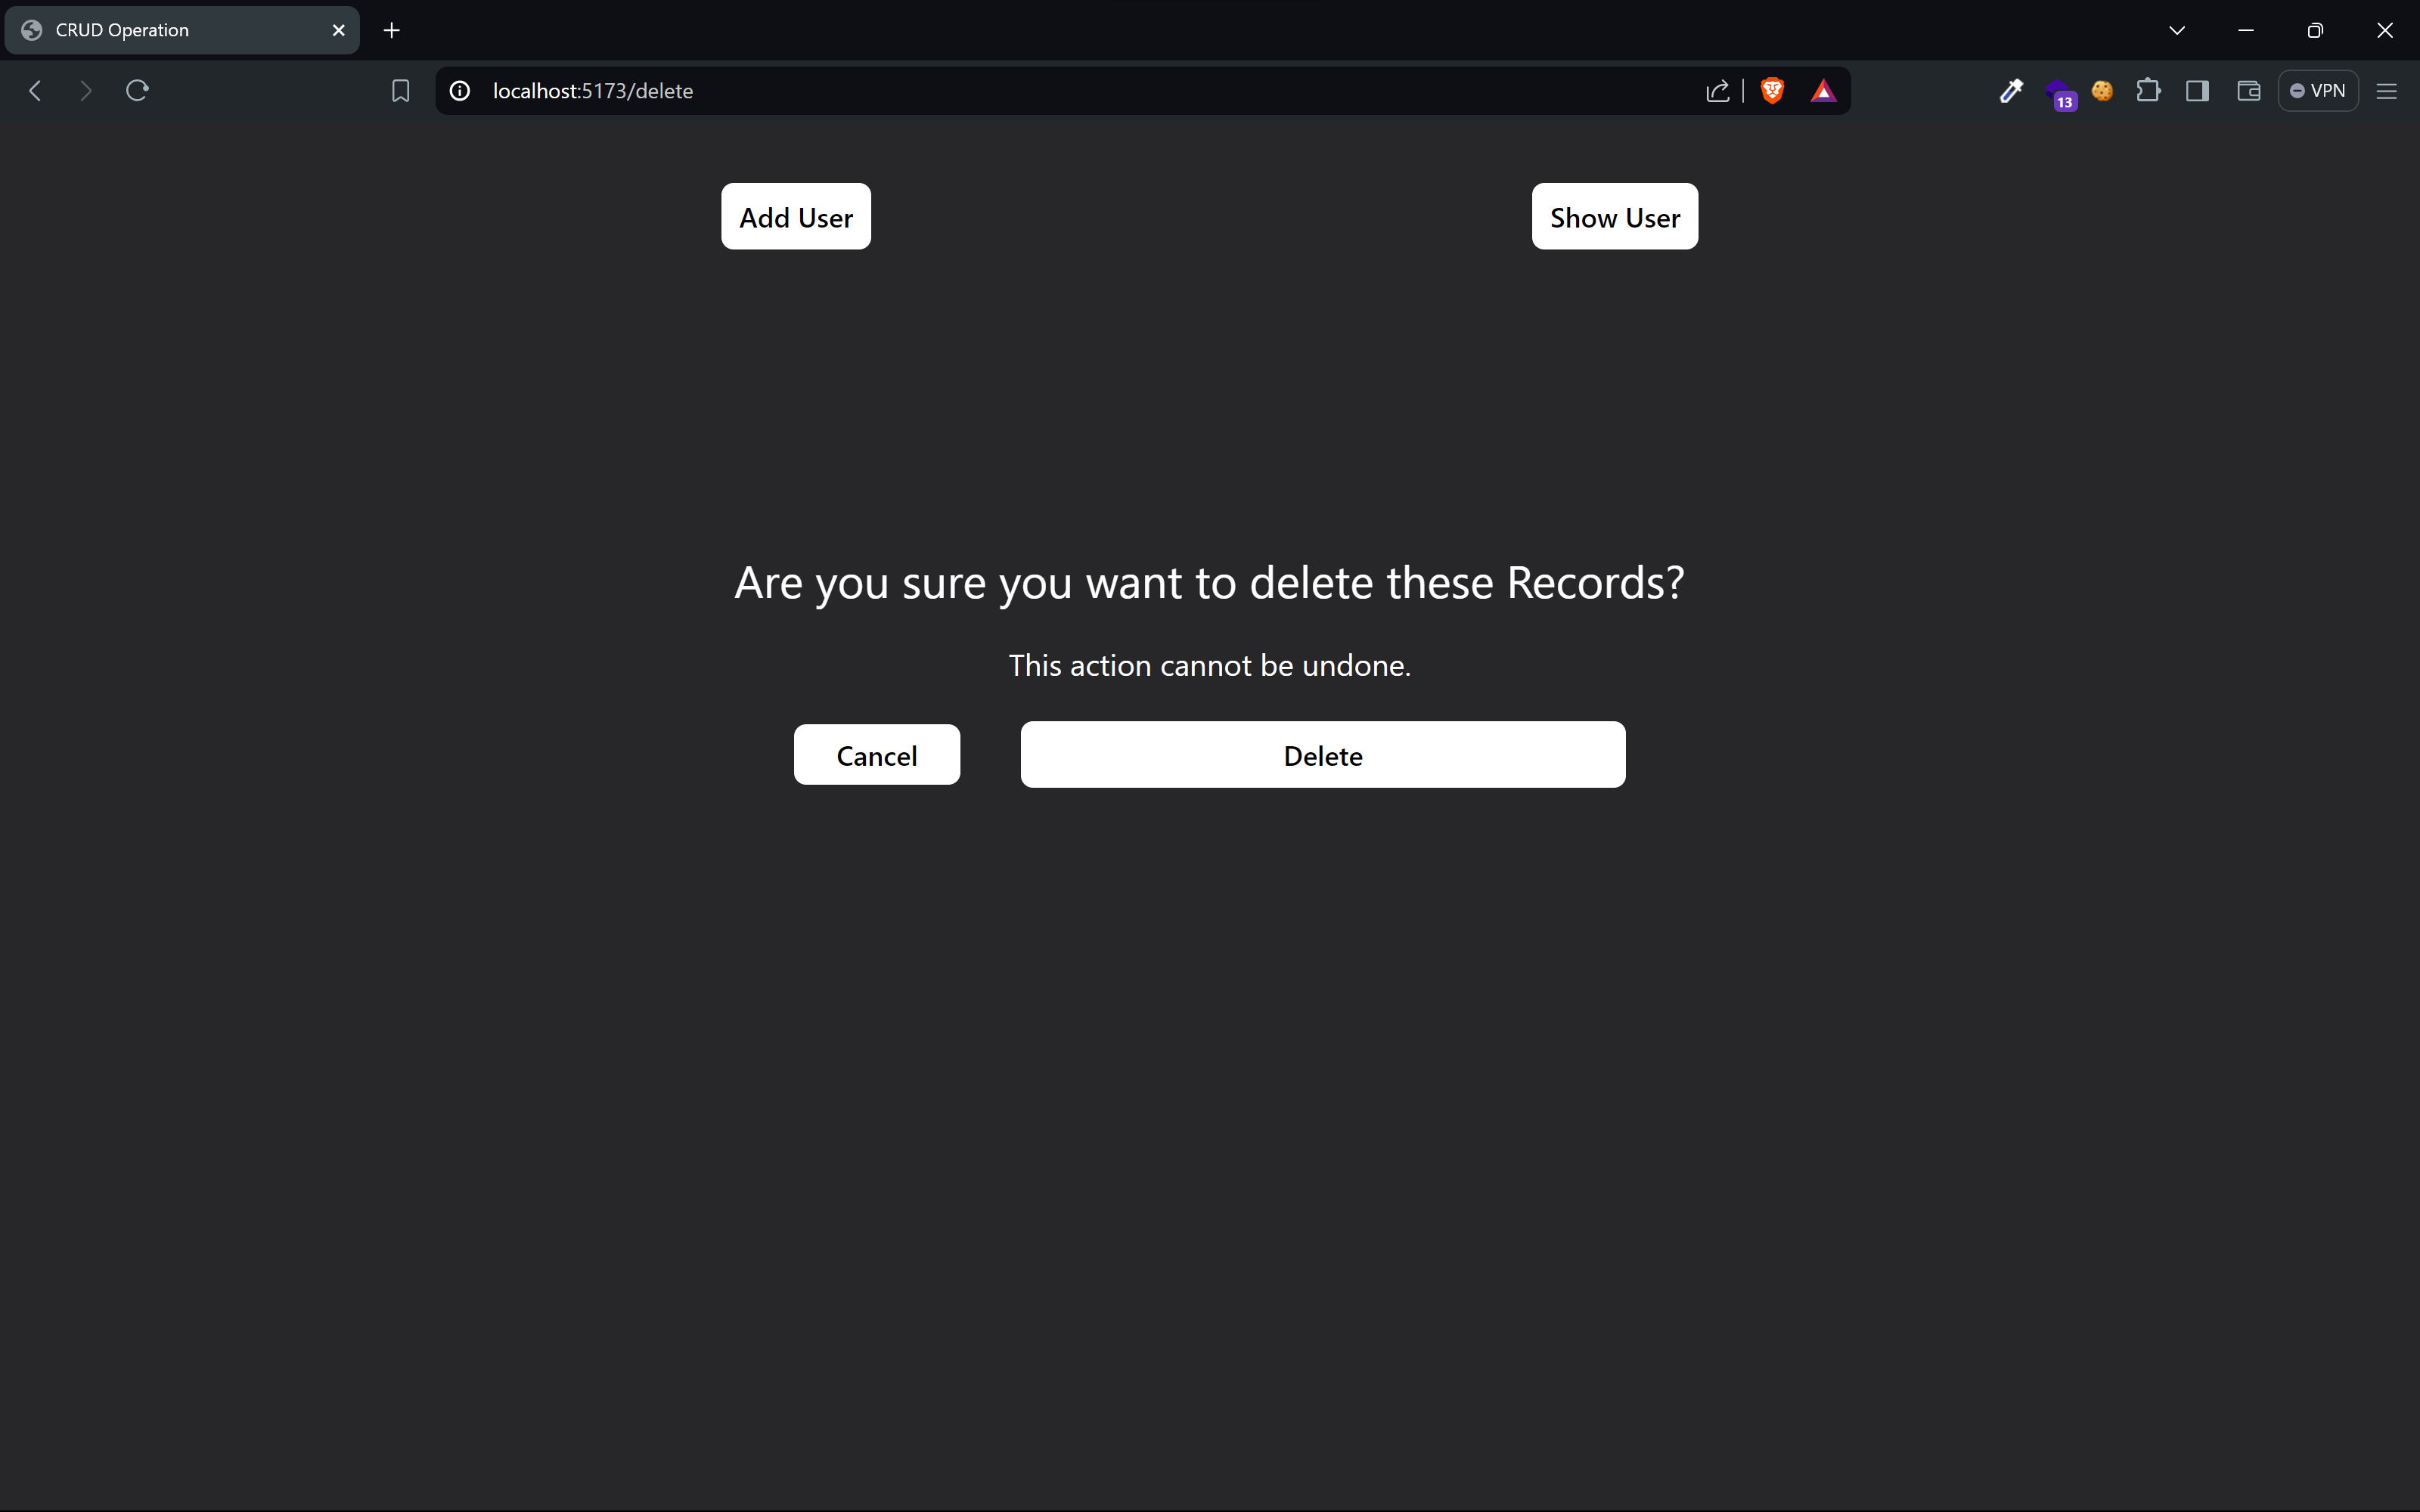 CRUD Operation
localhost:5173/delete
13
VPN
Add User
Show User
Are you sure you want to delete these Records?
This action cannot be undone.
Cancel
Delete